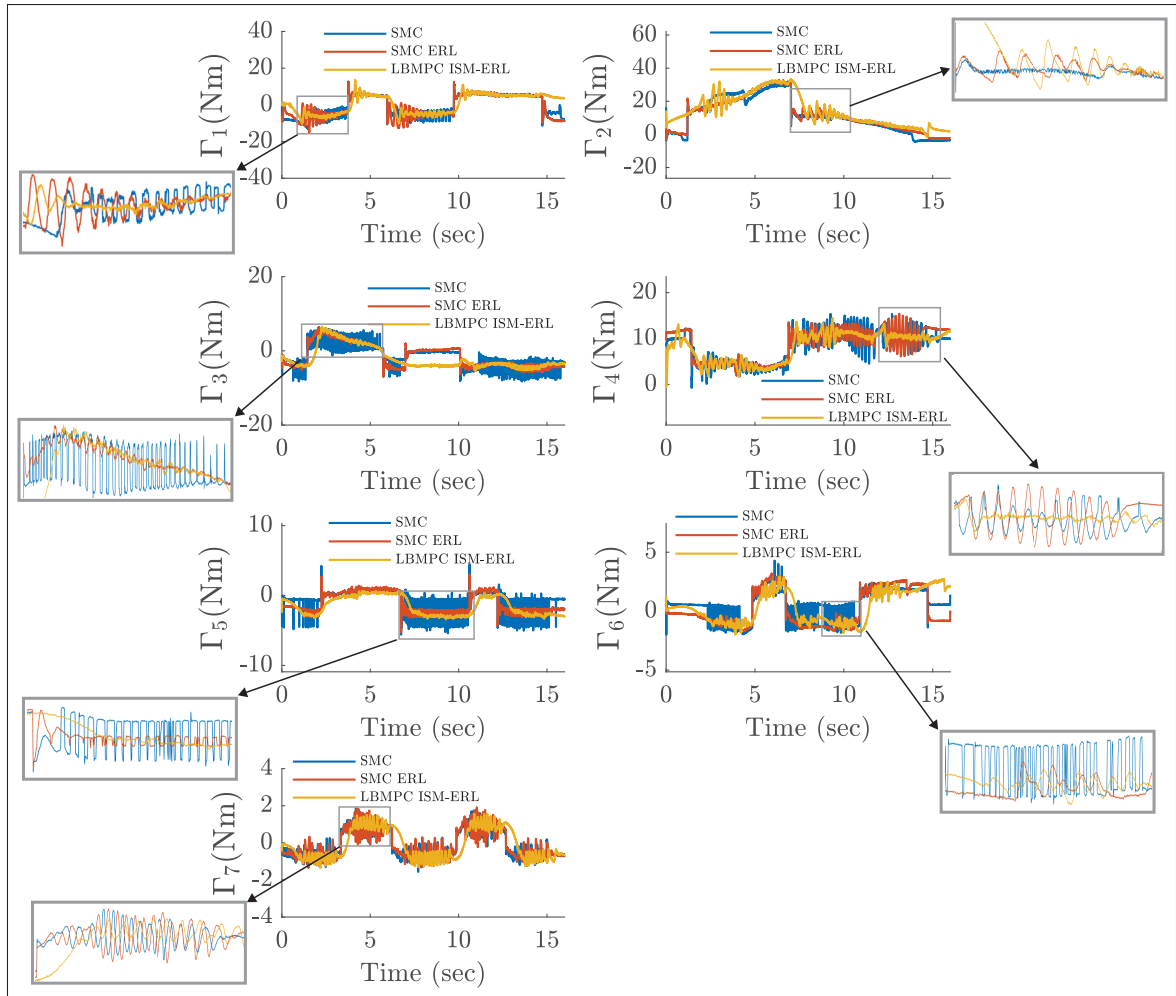 SMC
SMC ERL
LBMPC ISM-ERL
Γ1(Nm)
40
20
0
-20
-40
0 5 10 15
Time (sec)
SMC
SMC ERL
LBMPC ISM-ERL
Γ2(Nm)
60
40
20
0
-20
0 5 10 15
Time (sec)
SMC
SMC ERL
LBMPC ISM-ERL
Γ3(Nm)
20
0
-20
0 5 10 15
Time (sec)
SMC
SMC ERL
LBMPC ISM-ERL
Γ4(Nm)
20
10
0
0 5 10 15
Time (sec)
SMC
SMC ERL
LBMPC ISM-ERL
Γ5(Nm)
10
0
-10
0 5 10 15
Time (sec)
SMC
SMC ERL
LBMPC ISM-ERL
Γ6(Nm)
5
0
-5
0 5 10 15
Time (sec)
SMC
SMC ERL
LBMPC ISM-ERL
Γ7(Nm)
4
2
0
-2
-4
0 5 10 15
Time (sec)